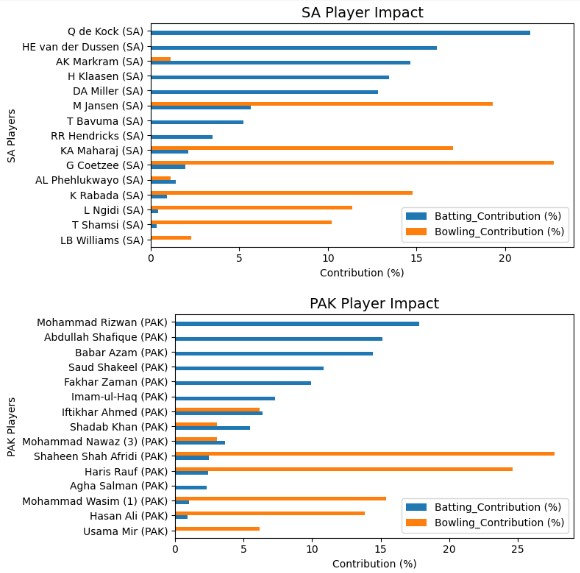 SA Player Impact
Q de Kock (SA)
HE van der Dussen (SA)
AK Markram (SA)
H Klaasen (SA)
DA Miller (SA)
M Jansen (SA)
T Bavuma (SA)
RR Hendricks (SA)
KA Maharaj (SA)
G Coetzee (SA)
AL Phehlukwayo (SA)
K Rabada (SA)
L Ngidi (SA)
T Shamsi (SA)
LB Williams (SA)
SA Players
Batting_Contribution (%)
Bowling_Contribution (%)
0 5 10 15 20
Contribution (%)
PAK Player Impact
Mohammad Rizwan (PAK)
Abdullah Shafique (PAK)
Babar Azam (PAK)
Saud Shakeel (PAK)
Fakhar Zaman (PAK)
Imam-ul-Haq (PAK)
Iftikhar Ahmed (PAK)
Shadab Khan (PAK)
Mohammad Nawaz (3) (PAK)
Shaheen Shah Afridi (PAK)
Haris Rauf (PAK)
Agha Salman (PAK)
Mohammad Wasim (1) (PAK)
Hasan Ali (PAK)
Usama Mir (PAK)
PAK Players
Batting_Contribution (%)
Bowling_Contribution (%)
0 5 10 15 20 25
Contribution (%)